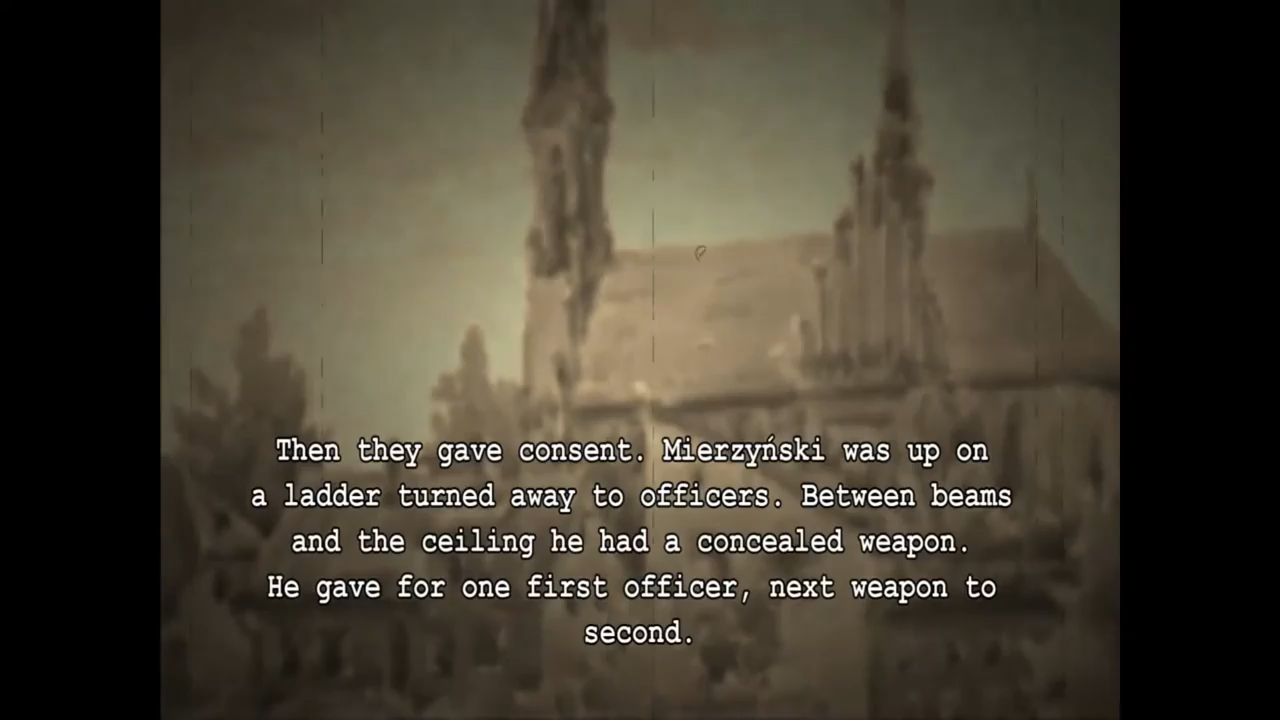 Then they gave consent. Mierzyński was up on
a ladder turned away to officers. Between beams
and the ceiling he had a concealed weapon.
He gave for one first officer, next weapon to
second.